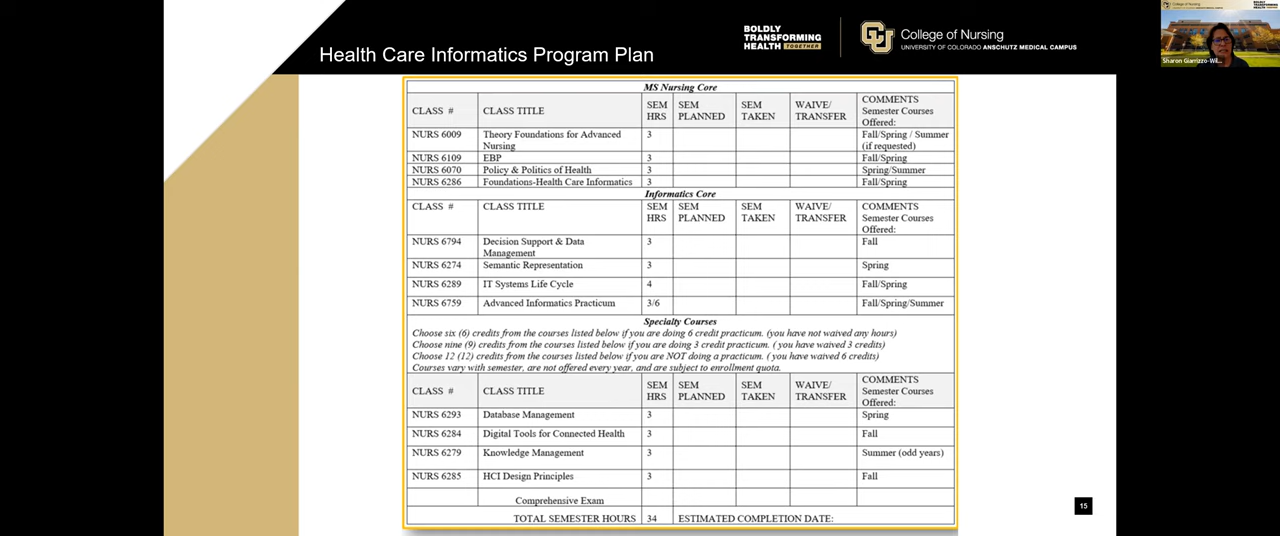 BOLDLY
TRANSFORMING
HEALTH TOGETHER
CU
College of Nursing
UNIVERSITY OF COLORADO ANSCHUTZ MEDICAL CAMPUS
Sharon Giarrizzo-Wil...
Health Care Informatics Program Plan
MS Nursing Core
CLASS # CLASS TITLE SEM HRS SEM PLANNED SEM TAKEN WAIVE/ TRANSFER COMMENTS Semester Courses Offered:
NURS 6009 Theory Foundations for Advanced Nursing 3 Fall/Spring / Summer (if requested)
NURS 6109 EBP 3 Fall/Spring
NURS 6070 Policy & Politics of Health 3 Spring/Summer
NURS 6286 Foundations-Health Care Informatics 3 Fall/Spring
Informatics Core
CLASS # CLASS TITLE SEM HRS SEM PLANNED SEM TAKEN WAIVE/ TRANSFER COMMENTS Semester Courses Offered:
NURS 6794 Decision Support & Data Management 3 Fall
NURS 6274 Semantic Representation 3 Spring
NURS 6289 IT Systems Life Cycle 4 Fall/Spring
NURS 6759 Advanced Informatics Practicum 3/6 Fall/Spring/Summer
Specialty Courses
Choose six (6) credits from the courses listed below if you are doing 6 credit practicum. (you have not waived any hours)
Choose nine (9) credits from the courses listed below if you are doing 3 credit practicum. ( you have waived 3 credits)
Choose 12 (12) credits from the courses listed below if you are NOT doing a practicum. ( you have waived 6 credits)
Courses vary with semester, are not offered every year, and are subject to enrollment quota.
CLASS # CLASS TITLE SEM HRS SEM PLANNED SEM TAKEN WAIVE/ TRANSFER COMMENTS Semester Courses Offered:
NURS 6293 Database Management 3 Spring
NURS 6284 Digital Tools for Connected Health 3 Fall
NURS 6279 Knowledge Management 3 Summer (odd years)
NURS 6285 HCI Design Principles 3 Fall
Comprehensive Exam
TOTAL SEMESTER HOURS 34 ESTIMATED COMPLETION DATE:
15